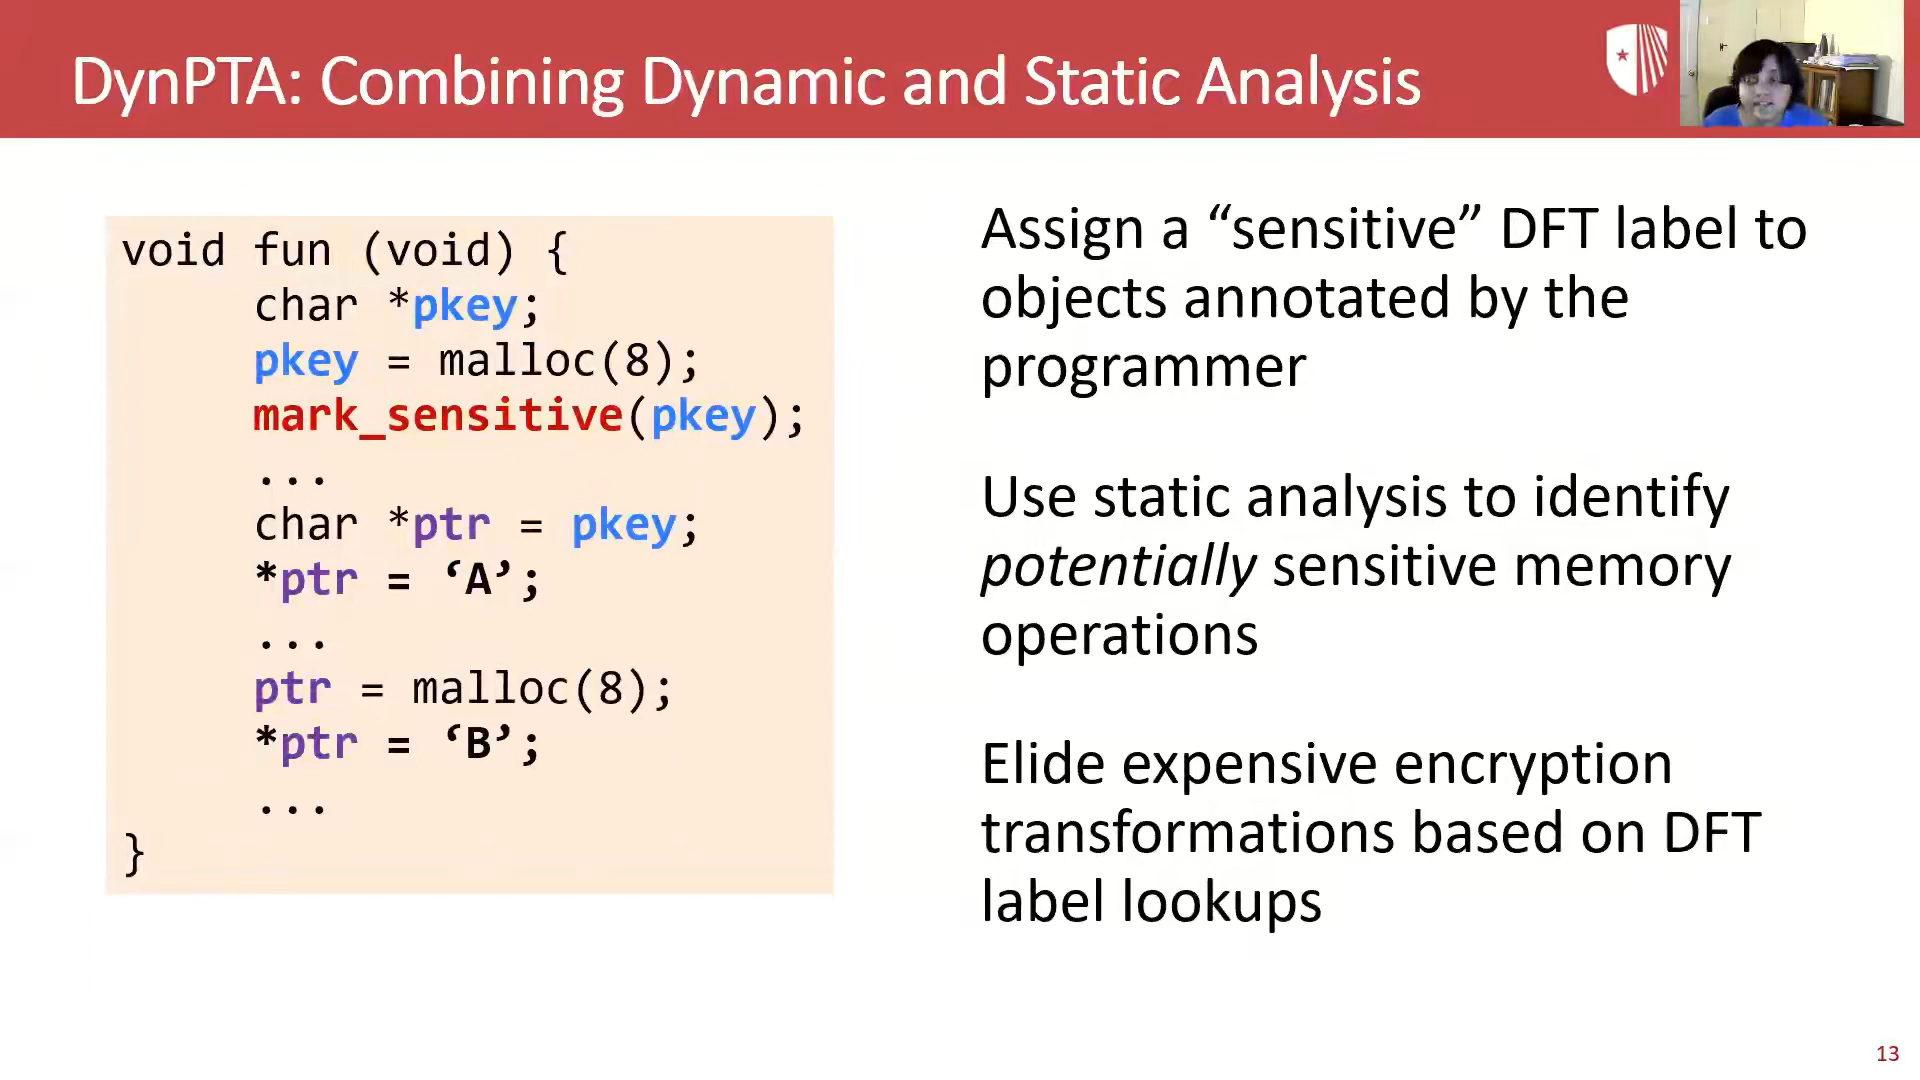 DynPTA: Combining Dynamic and Static Analysis
void fun (void) {
char *pkey;
pkey = malloc(8);
mark_sensitive(pkey);
...
char *ptr = pkey;
*ptr = ‘A’;
...
ptr = malloc(8);
*ptr = ‘B’;
...
}
Assign a “sensitive” DFT label to
objects annotated by the
programmer
Use static analysis to identify
potentially sensitive memory
operations
Elide expensive encryption
transformations based on DFT
label lookups
13